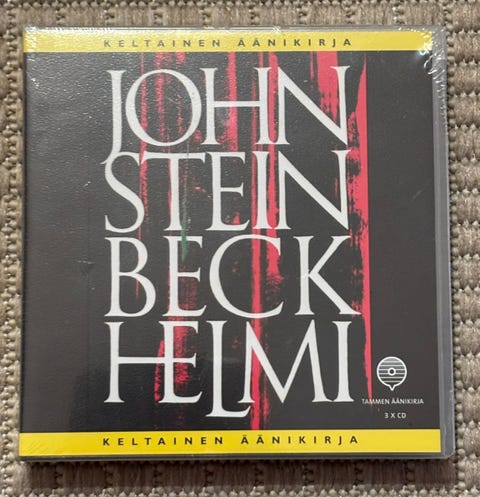 KELTAINEN ÄÄNIKIRJA
JOHN
STEIN
BECK
HELMI
TAMMEN ÄÄNIKIRJA
3 X CD
KELTAINEN ÄÄNIKIRJA